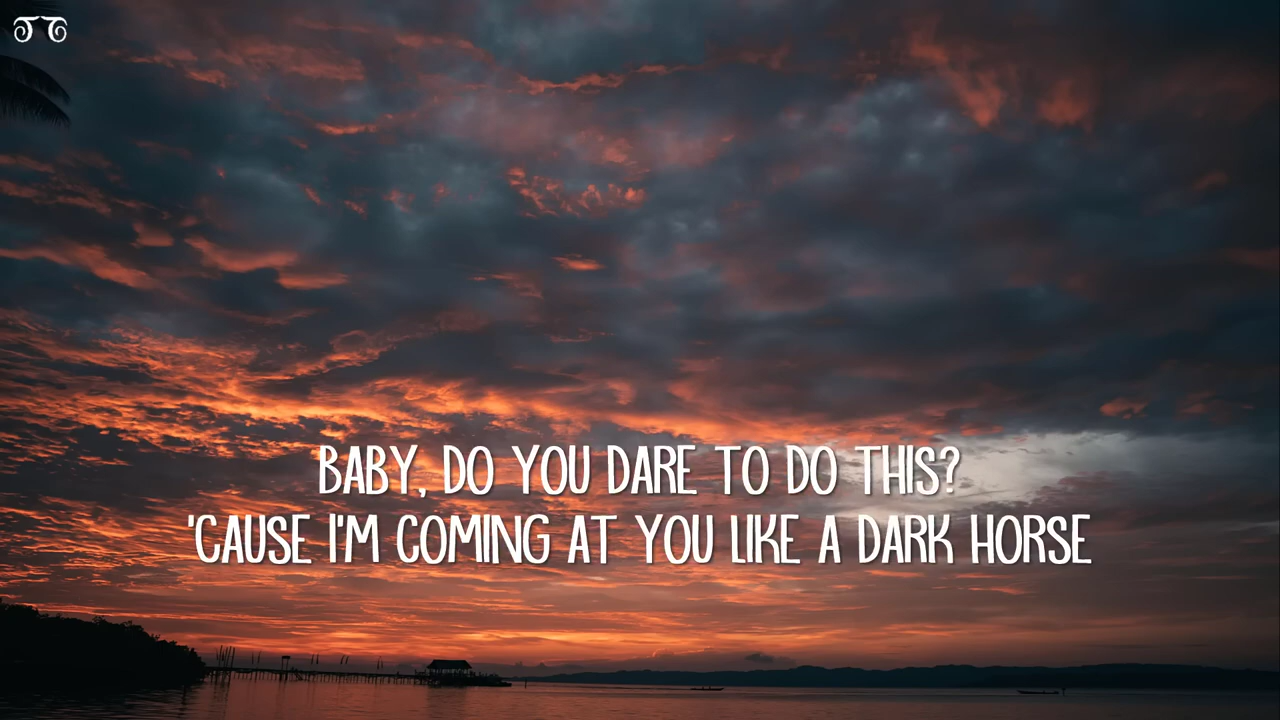 BABY, DO YOU DARE TO DO THIS?
'CAUSE I'M COMING AT YOU LIKE A DARK HORSE